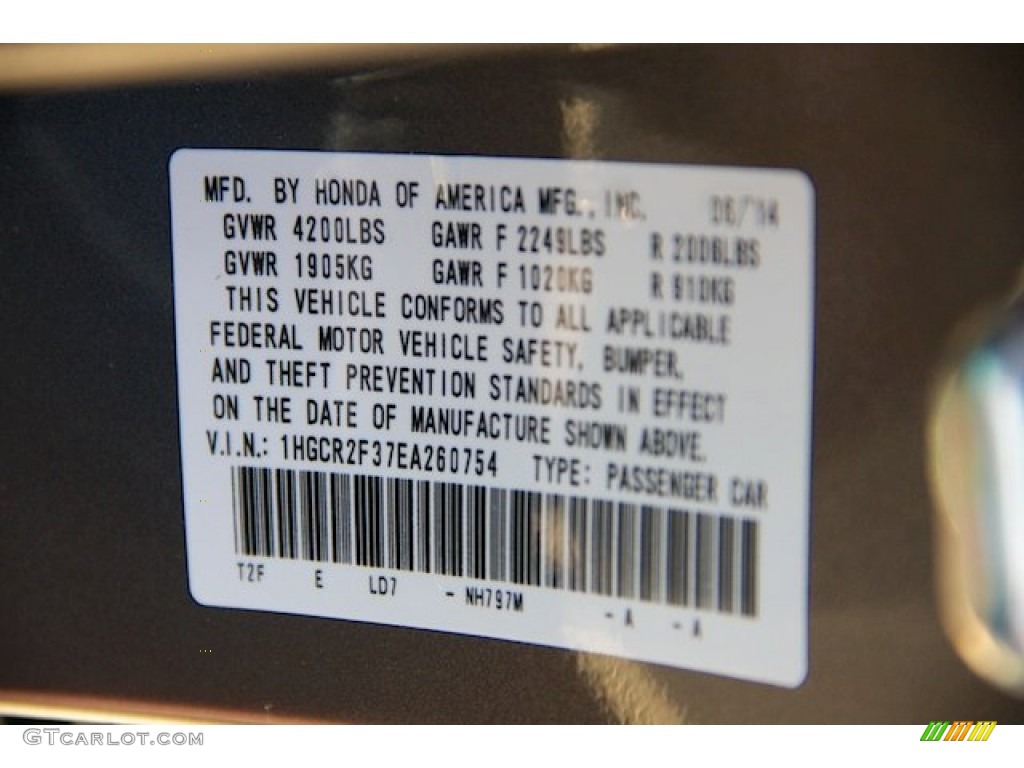 MFD. BY HONDA OF AMERICA MFG., INC. 06/14
GVWR 4200LBS GAWR F 2249LBS R 2006LBS
GVWR 1905KG GAWR F 1020KG R 910KG
THIS VEHICLE CONFORMS TO ALL APPLICABLE
FEDERAL MOTOR VEHICLE SAFETY, BUMPER,
AND THEFT PREVENTION STANDARDS IN EFFECT
ON THE DATE OF MANUFACTURE SHOWN ABOVE.
V.I.N.: 1HGCR2F37EA260754 TYPE: PASSENGER CAR
T2F E LD7 - NH797M - A - A
GTCARLOT.COM